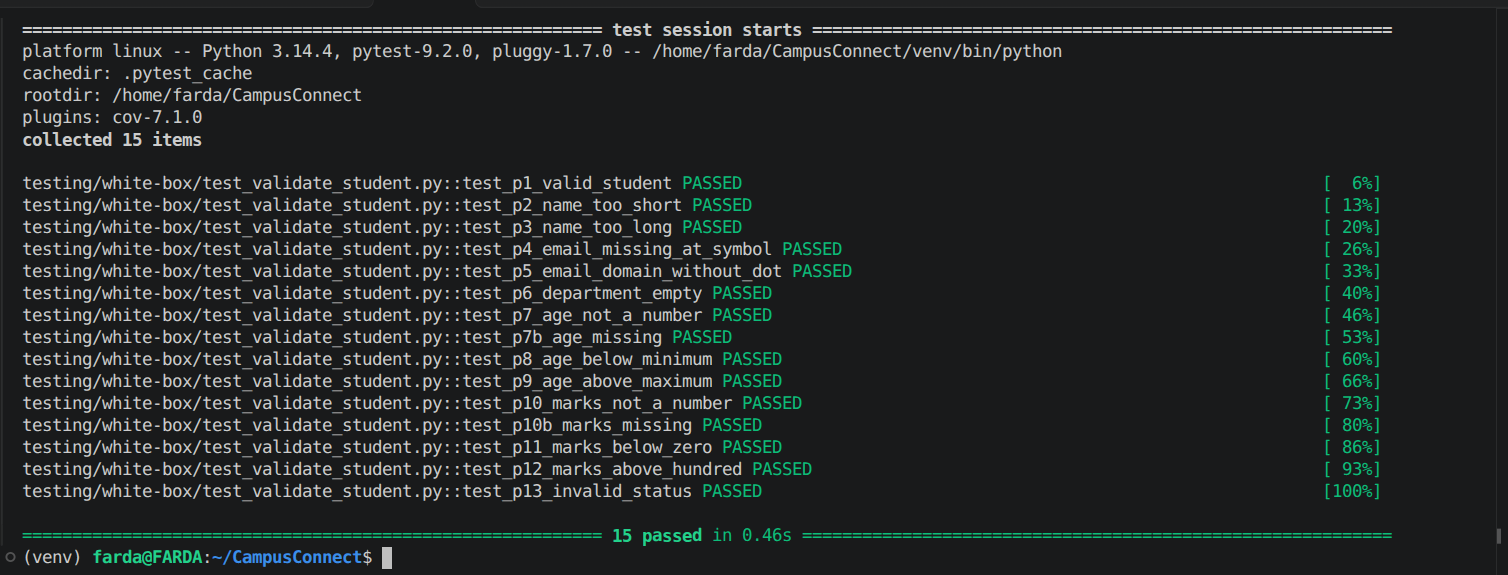 ========================================================== test session starts ==========================================================
platform linux -- Python 3.14.4, pytest-9.2.0, pluggy-1.7.0 -- /home/farda/CampusConnect/venv/bin/python
cachedir: .pytest_cache
rootdir: /home/farda/CampusConnect
plugins: cov-7.1.0
collected 15 items
testing/white-box/test_validate_student.py::test_p1_valid_student PASSED [  6%]
testing/white-box/test_validate_student.py::test_p2_name_too_short PASSED [ 13%]
testing/white-box/test_validate_student.py::test_p3_name_too_long PASSED [ 20%]
testing/white-box/test_validate_student.py::test_p4_email_missing_at_symbol PASSED [ 26%]
testing/white-box/test_validate_student.py::test_p5_email_domain_without_dot PASSED [ 33%]
testing/white-box/test_validate_student.py::test_p6_department_empty PASSED [ 40%]
testing/white-box/test_validate_student.py::test_p7_age_not_a_number PASSED [ 46%]
testing/white-box/test_validate_student.py::test_p7b_age_missing PASSED [ 53%]
testing/white-box/test_validate_student.py::test_p8_age_below_minimum PASSED [ 60%]
testing/white-box/test_validate_student.py::test_p9_age_above_maximum PASSED [ 66%]
testing/white-box/test_validate_student.py::test_p10_marks_not_a_number PASSED [ 73%]
testing/white-box/test_validate_student.py::test_p10b_marks_missing PASSED [ 80%]
testing/white-box/test_validate_student.py::test_p11_marks_below_zero PASSED [ 86%]
testing/white-box/test_validate_student.py::test_p12_marks_above_hundred PASSED [ 93%]
testing/white-box/test_validate_student.py::test_p13_invalid_status PASSED [100%]
========================================================== 15 passed in 0.46s ===========================================================
(venv) farda@FARDA:~/CampusConnect$